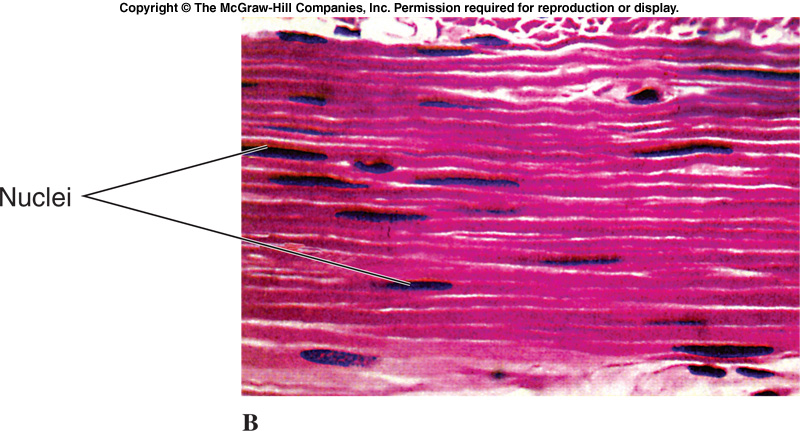 Copyright © The McGraw-Hill Companies, Inc. Permission required for reproduction or display.
Nuclei
B